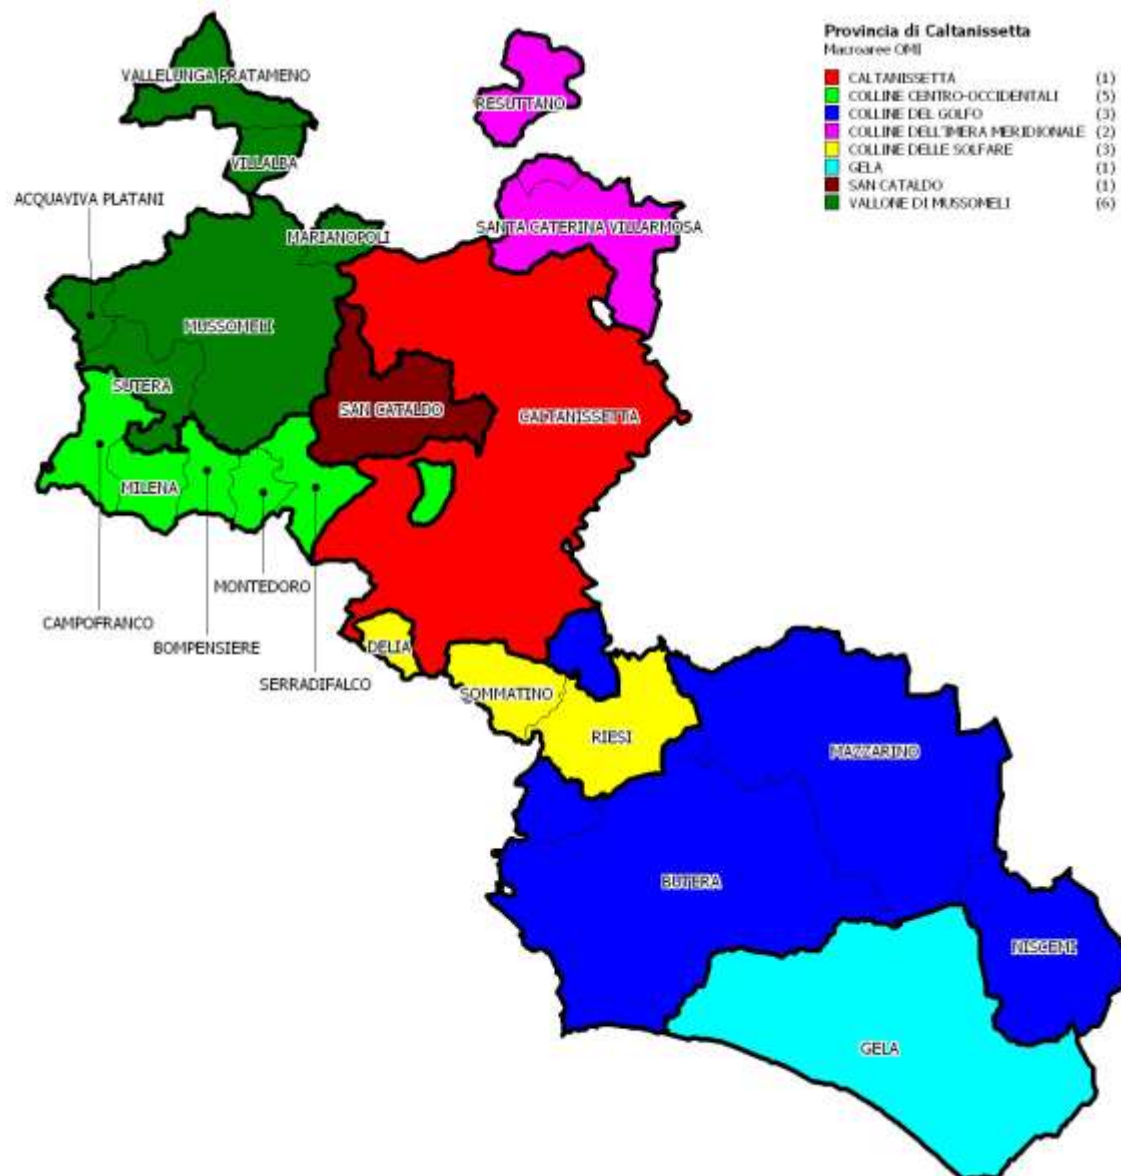 Provincia di Caltanissetta
Macroaree OMI
CALTANISSETTA (1)
COLLINE CENTRO-OCCIDENTALI (5)
COLLINE DEL GOLFO (3)
COLLINE DELL'IMERA MERIDIONALE (2)
COLLINE DELLE SOLFARE (3)
GELA (1)
SAN CATALDO (1)
VALLONE DI MUSSOMELI (6)
VALLELUNGA PRATAMENO
RESUTTANO
VILLALBA
ACQUAVIVA PLATANI
MARIANOPOLI
SANTA CATERINA VILLARMOSA
MUSSOMELI
SUTERA
SAN CATALDO
CALTANISSETTA
MILENA
MONTEDORO
CAMPOFRANCO
BOMPENSIERE
SERRADIFALCO
DELIA
SOMMATINO
RIESI
MAZZARINO
BUTERA
NISCEMI
GELA